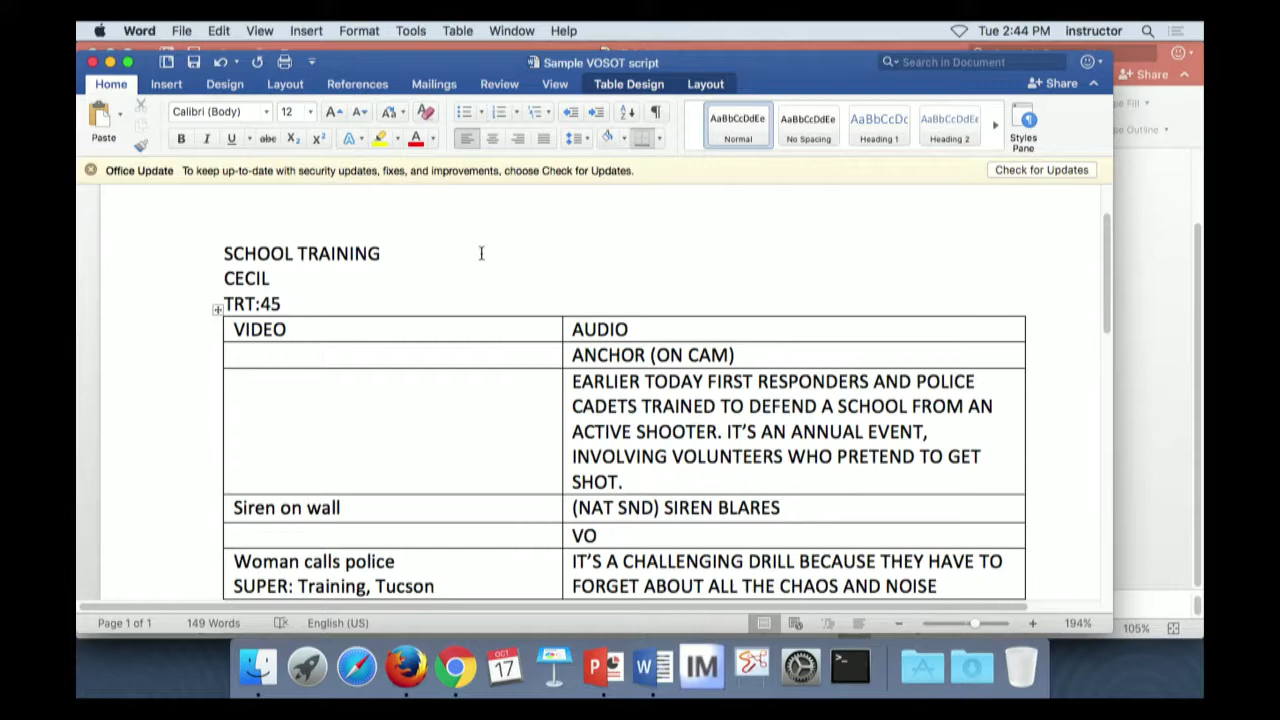 Word File Edit View Insert Format Tools Table Window Help Tue 2:44 PM instructor
Sample VOSOT script
Search in Document
Home Insert Design Layout References Mailings Review View Table Design Layout Share
Share
Calibri (Body) 12
Paste
AaBbCcDdEe AaBbCcDdEe AaBbCcDc AaBbCcDdEe
Normal No Spacing Heading 1 Heading 2
Styles
Pane
Office Update To keep up-to-date with security updates, fixes, and improvements, choose Check for Updates. Check for Updates
SCHOOL TRAINING
CECIL
TRT:45
VIDEO AUDIO
ANCHOR (ON CAM)
EARLIER TODAY FIRST RESPONDERS AND POLICE
CADETS TRAINED TO DEFEND A SCHOOL FROM AN
ACTIVE SHOOTER. IT'S AN ANNUAL EVENT,
INVOLVING VOLUNTEERS WHO PRETEND TO GET
SHOT.
Siren on wall (NAT SND) SIREN BLARES
VO
Woman calls police IT'S A CHALLENGING DRILL BECAUSE THEY HAVE TO
SUPER: Training, Tucson FORGET ABOUT ALL THE CHAOS AND NOISE
Page 1 of 1 149 Words English (US) 194%
105%
OCT
17
IM